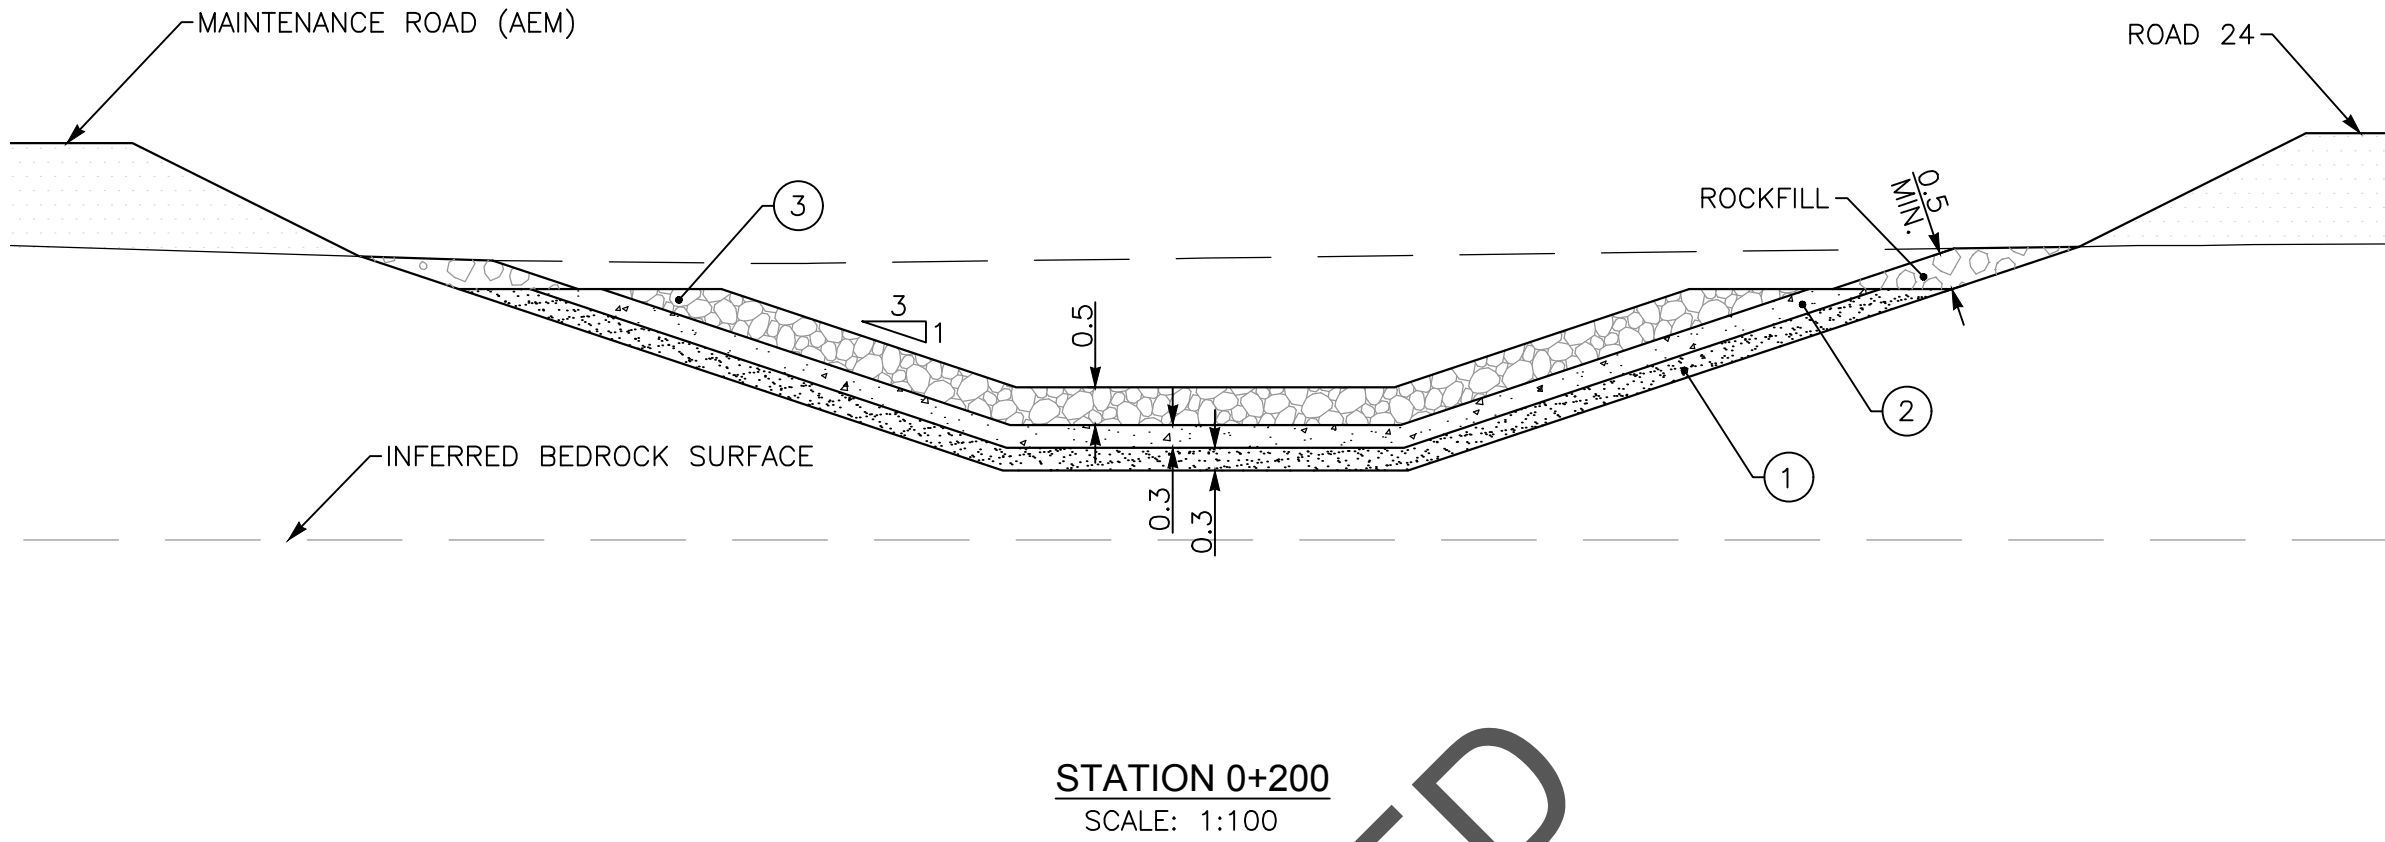 MAINTENANCE ROAD (AEM)
ROAD 24
3
ROCKFILL
0.5
MIN.
3
1
0.5
2
INFERRED BEDROCK SURFACE
1
0.3
0.3
STATION 0+200
SCALE: 1:100
D